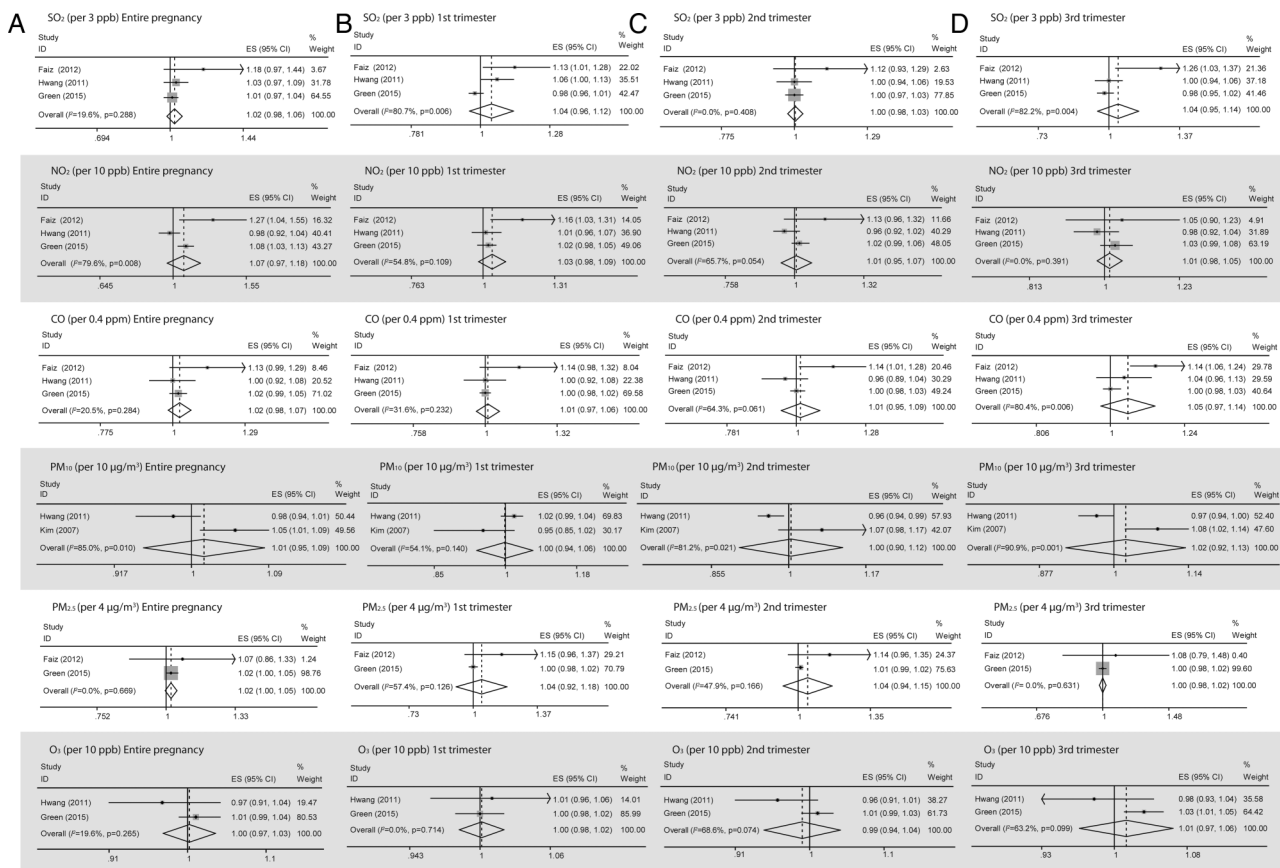 A
SO₂ (per 3 ppb) Entire pregnancy
Study
%
ID
ES (95% CI)
Weight
Faiz (2012)
1.18 (0.97, 1.44)
3.67
Hwang (2011)
1.03 (0.97, 1.09)
31.78
Green (2015)
1.01 (0.97, 1.04)
64.55
Overall (I²=19.6%, p=0.288)
1.02 (0.98, 1.06)
100.00
.694
1
1.44
B
SO₂ (per 3 ppb) 1st trimester
Study
%
ID
ES (95% CI)
Weight
Faiz (2012)
1.13 (1.01, 1.28)
22.02
Hwang (2011)
1.06 (1.00, 1.13)
35.51
Green (2015)
0.98 (0.96, 1.01)
42.47
Overall (I²=80.7%, p=0.006)
1.04 (0.96, 1.12)
100.00
.781
1
1.28
C
SO₂ (per 3 ppb) 2nd trimester
Study
%
ID
ES (95% CI)
Weight
Faiz (2012)
1.12 (0.93, 1.29)
2.63
Hwang (2011)
1.00 (0.94, 1.06)
19.53
Green (2015)
1.00 (0.97, 1.03)
77.85
Overall (I²=0.0%, p=0.408)
1.00 (0.98, 1.03)
100.00
.775
1
1.29
D
SO₂ (per 3 ppb) 3rd trimester
Study
%
ID
ES (95% CI)
Weight
Faiz (2012)
1.26 (1.03, 1.37)
21.36
Hwang (2011)
1.00 (0.94, 1.06)
37.18
Green (2015)
0.98 (0.95, 1.02)
41.46
Overall (I²=82.2%, p=0.004)
1.04 (0.95, 1.14)
100.00
.73
1
1.37
NO₂ (per 10 ppb) Entire pregnancy
Study
%
ID
ES (95% CI)
Weight
Faiz (2012)
1.27 (1.04, 1.55)
16.32
Hwang (2011)
0.98 (0.92, 1.04)
40.41
Green (2015)
1.08 (1.03, 1.13)
43.27
Overall (I²=79.6%, p=0.008)
1.07 (0.97, 1.18)
100.00
.645
1
1.55
NO₂ (per 10 ppb) 1st trimester
Study
%
ID
ES (95% CI)
Weight
Faiz (2012)
1.16 (1.03, 1.31)
14.05
Hwang (2011)
1.01 (0.96, 1.07)
36.90
Green (2015)
1.02 (0.98, 1.05)
49.06
Overall (I²=54.8%, p=0.109)
1.03 (0.98, 1.09)
100.00
.763
1
1.31
NO₂ (per 10 ppb) 2nd trimester
Study
%
ID
ES (95% CI)
Weight
Faiz (2012)
1.13 (0.96, 1.32)
11.66
Hwang (2011)
0.96 (0.92, 1.02)
40.29
Green (2015)
1.02 (0.99, 1.06)
48.05
Overall (I²=65.7%, p=0.054)
1.01 (0.95, 1.07)
100.00
.758
1
1.32
NO₂ (per 10 ppb) 3rd trimester
Study
%
ID
ES (95% CI)
Weight
Faiz (2012)
1.05 (0.90, 1.23)
4.91
Hwang (2011)
0.98 (0.92, 1.04)
31.89
Green (2015)
1.03 (0.99, 1.08)
63.19
Overall (I²=0.0%, p=0.391)
1.01 (0.98, 1.05)
100.00
.813
1
1.23
CO (per 0.4 ppm) Entire pregnancy
Study
%
ID
ES (95% CI)
Weight
Faiz (2012)
1.13 (0.99, 1.29)
8.46
Hwang (2011)
1.00 (0.92, 1.08)
20.52
Green (2015)
1.02 (0.99, 1.05)
71.02
Overall (I²=20.5%, p=0.284)
1.02 (0.98, 1.07)
100.00
.775
1
1.29
CO (per 0.4 ppm) 1st trimester
Study
%
ID
ES (95% CI)
Weight
Faiz (2012)
1.14 (0.98, 1.32)
8.04
Hwang (2011)
1.00 (0.92, 1.08)
22.38
Green (2015)
1.00 (0.98, 1.02)
69.58
Overall (I²=31.6%, p=0.232)
1.01 (0.97, 1.06)
100.00
.758
1
1.32
CO (per 0.4 ppm) 2nd trimester
Study
%
ID
ES (95% CI)
Weight
Faiz (2012)
1.14 (1.01, 1.28)
20.46
Hwang (2011)
0.96 (0.89, 1.04)
30.29
Green (2015)
1.00 (0.98, 1.03)
49.24
Overall (I²=64.3%, p=0.061)
1.01 (0.95, 1.09)
100.00
.781
1
1.28
CO (per 0.4 ppm) 3rd trimester
Study
%
ID
ES (95% CI)
Weight
Faiz (2012)
1.14 (1.06, 1.24)
29.78
Hwang (2011)
1.04 (0.96, 1.13)
29.59
Green (2015)
1.00 (0.98, 1.03)
40.64
Overall (I²=80.4%, p=0.006)
1.05 (0.97, 1.14)
100.00
.806
1
1.24
PM₁₀ (per 10 µg/m³) Entire pregnancy
Study
%
ID
ES (95% CI)
Weight
Hwang (2011)
0.98 (0.94, 1.01)
50.44
Kim (2007)
1.05 (1.01, 1.09)
49.56
Overall (I²=85.0%, p=0.010)
1.01 (0.95, 1.09)
100.00
.917
1
1.09
PM₁₀ (per 10 µg/m³) 1st trimester
Study
%
ID
ES (95% CI)
Weight
Hwang (2011)
1.02 (0.99, 1.04)
69.83
Kim (2007)
0.95 (0.85, 1.02)
30.17
Overall (I²=54.1%, p=0.140)
1.00 (0.94, 1.06)
100.00
.85
1
1.18
PM₁₀ (per 10 µg/m³) 2nd trimester
Study
%
ID
ES (95% CI)
Weight
Hwang (2011)
0.96 (0.94, 0.99)
57.93
Kim (2007)
1.07 (0.98, 1.17)
42.07
Overall (I²=81.2%, p=0.021)
1.00 (0.90, 1.12)
100.00
.855
1
1.17
PM₁₀ (per 10 µg/m³) 3rd trimester
Study
%
ID
ES (95% CI)
Weight
Hwang (2011)
0.97 (0.94, 1.00)
52.40
Kim (2007)
1.08 (1.02, 1.14)
47.60
Overall (I²=90.9%, p=0.001)
1.02 (0.92, 1.13)
100.00
.877
1
1.14
PM₂.₅ (per 4 µg/m³) Entire pregnancy
Study
%
ID
ES (95% CI)
Weight
Faiz (2012)
1.07 (0.86, 1.33)
1.24
Green (2015)
1.02 (1.00, 1.05)
98.76
Overall (I²=0.0%, p=0.669)
1.02 (1.00, 1.05)
100.00
.752
1
1.33
PM₂.₅ (per 4 µg/m³) 1st trimester
Study
%
ID
ES (95% CI)
Weight
Faiz (2012)
1.15 (0.96, 1.37)
29.21
Green (2015)
1.00 (0.98, 1.02)
70.79
Overall (I²=57.4%, p=0.126)
1.04 (0.92, 1.18)
100.00
.73
1
1.37
PM₂.₅ (per 4 µg/m³) 2nd trimester
Study
%
ID
ES (95% CI)
Weight
Faiz (2012)
1.14 (0.96, 1.35)
24.37
Green (2015)
1.01 (0.99, 1.02)
75.63
Overall (I²=47.9%, p=0.166)
1.04 (0.94, 1.15)
100.00
.741
1
1.35
PM₂.₅ (per 4 µg/m³) 3rd trimester
Study
%
ID
ES (95% CI)
Weight
Faiz (2012)
1.08 (0.79, 1.48)
0.40
Green (2015)
1.00 (0.98, 1.02)
99.60
Overall (I²= 0.0%, p=0.631)
1.00 (0.98, 1.02)
100.00
.676
1
1.48
O₃ (per 10 ppb) Entire pregnancy
Study
%
ID
ES (95% CI)
Weight
Hwang (2011)
0.97 (0.91, 1.04)
19.47
Green (2015)
1.01 (0.99, 1.04)
80.53
Overall (I²=19.6%, p=0.265)
1.00 (0.97, 1.03)
100.00
.91
1
1.1
O₃ (per 10 ppb) 1st trimester
Study
%
ID
ES (95% CI)
Weight
Hwang (2011)
1.01 (0.96, 1.06)
14.01
Green (2015)
1.00 (0.98, 1.02)
85.99
Overall (I²=0.0%, p=0.714)
1.00 (0.98, 1.02)
100.00
.943
1
1.06
O₃ (per 10 ppb) 2nd trimester
Study
%
ID
ES (95% CI)
Weight
Hwang (2011)
0.96 (0.91, 1.01)
38.27
Green (2015)
1.01 (0.99, 1.03)
61.73
Overall (I²=68.6%, p=0.074)
0.99 (0.94, 1.04)
100.00
.91
1
1.1
O₃ (per 10 ppb) 3rd trimester
Study
%
ID
ES (95% CI)
Weight
Hwang (2011)
0.98 (0.93, 1.04)
35.58
Green (2015)
1.03 (1.01, 1.05)
64.42
Overall (I²=63.2%, p=0.099)
1.01 (0.97, 1.06)
100.00
.93
1
1.08